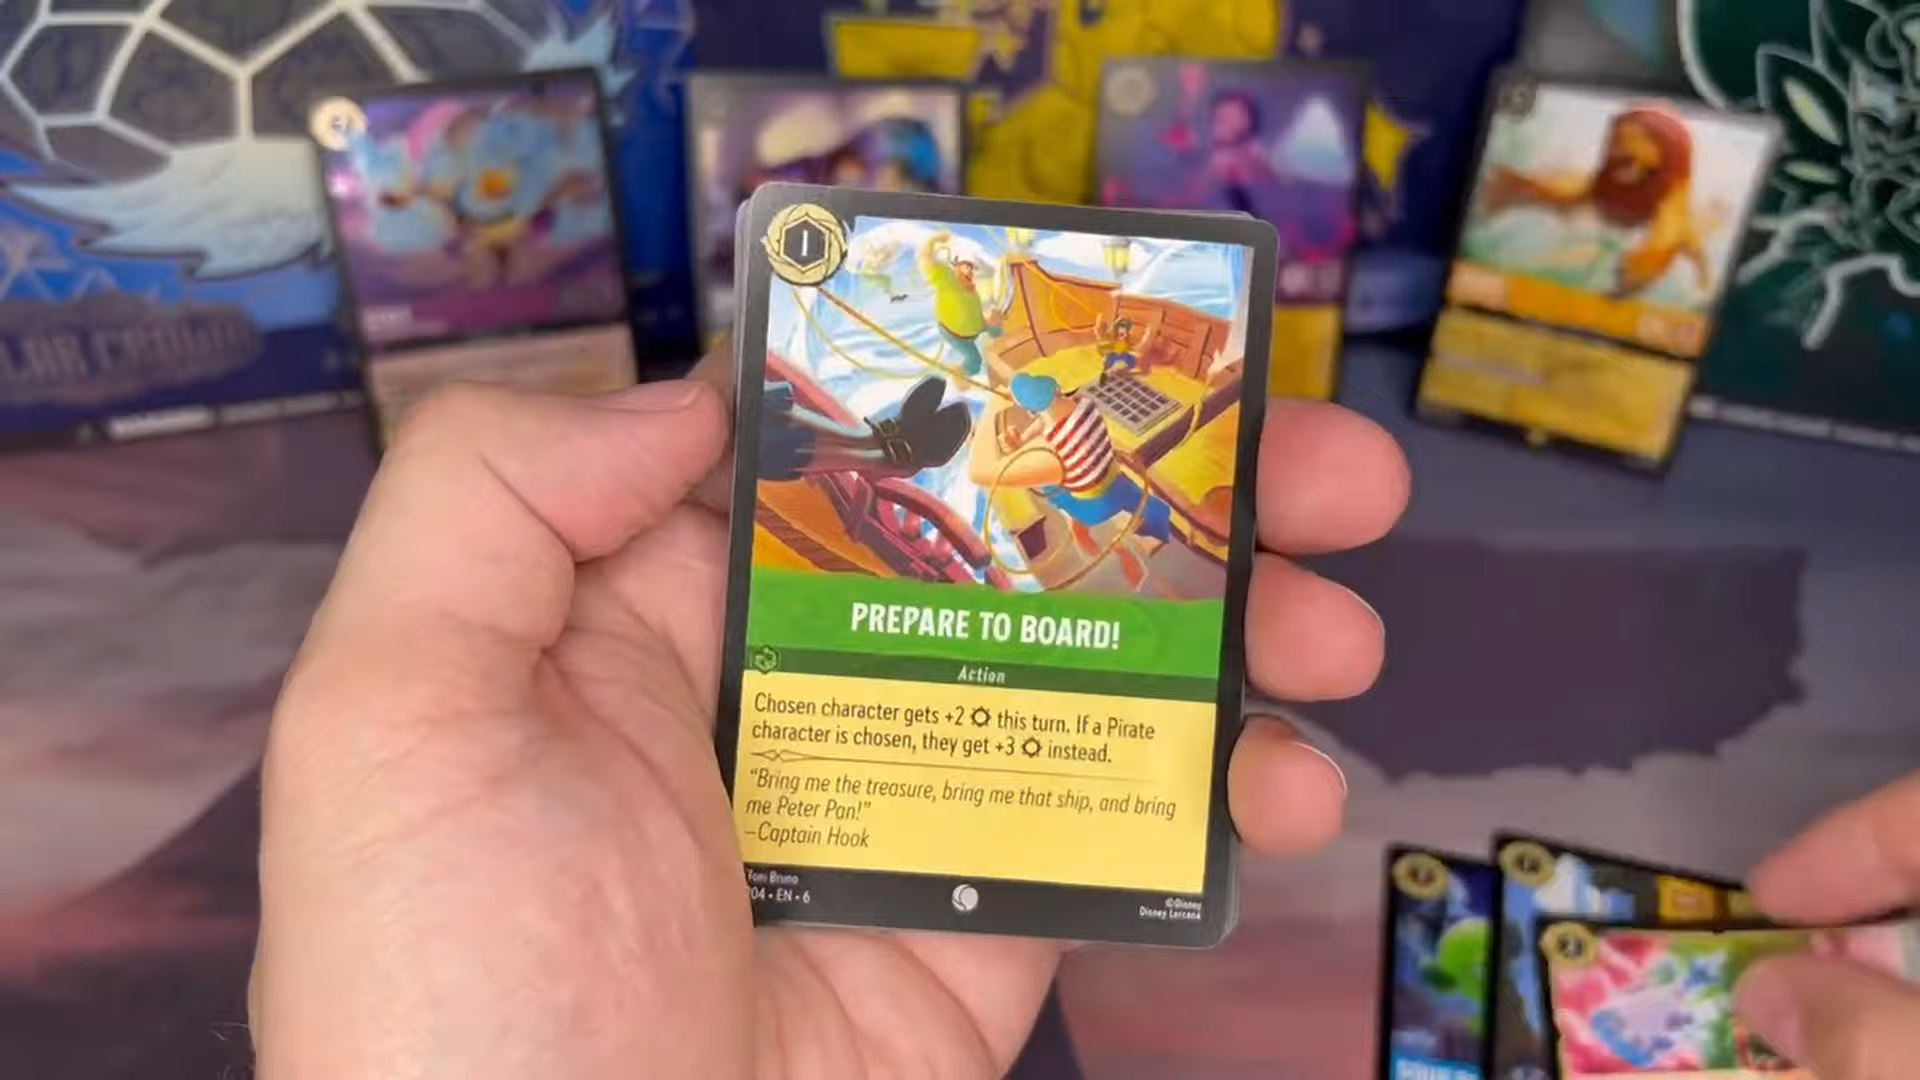 1
PREPARE TO BOARD!
Action
Chosen character gets +2 this turn. If a Pirate
character is chosen, they get +3 instead.
"Bring me the treasure, bring me that ship, and bring
me Peter Pan!"
–Captain Hook
Toni Bruno
04 • EN • 6
©Disney
Disney Lorcana
2